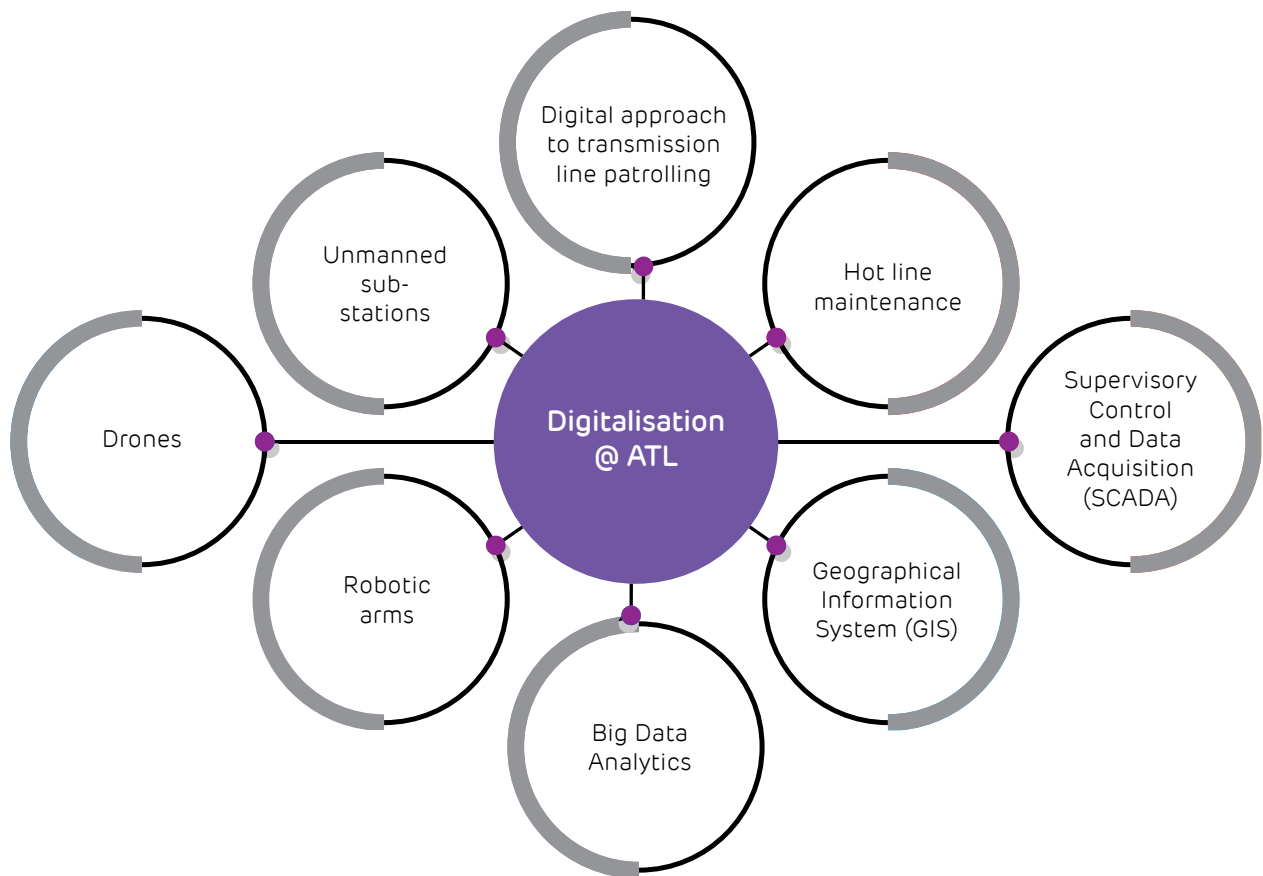 Digital approach
to transmission
line patrolling
Unmanned
sub-
stations
Hot line
maintenance
Drones
Digitalisation
@ ATL
Supervisory
Control
and Data
Acquisition
(SCADA)
Robotic
arms
Geographical
Information
System (GIS)
Big Data
Analytics